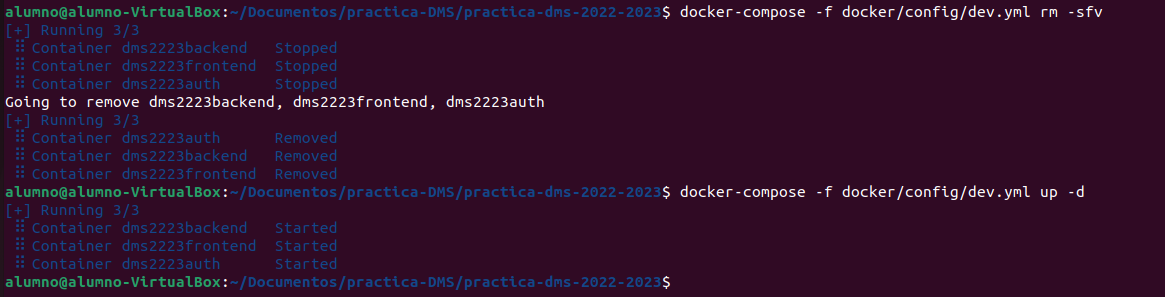 alumno@alumno-VirtualBox:~/Documentos/practica-DMS/practica-dms-2022-2023$ docker-compose -f docker/config/dev.yml rm -sfv
[+] Running 3/3
⠿ Container dms2223backend   Stopped
⠿ Container dms2223frontend  Stopped
⠿ Container dms2223auth      Stopped
Going to remove dms2223backend, dms2223frontend, dms2223auth
[+] Running 3/3
⠿ Container dms2223auth      Removed
⠿ Container dms2223backend   Removed
⠿ Container dms2223frontend  Removed
alumno@alumno-VirtualBox:~/Documentos/practica-DMS/practica-dms-2022-2023$ docker-compose -f docker/config/dev.yml up -d
[+] Running 3/3
⠿ Container dms2223backend   Started
⠿ Container dms2223frontend  Started
⠿ Container dms2223auth      Started
alumno@alumno-VirtualBox:~/Documentos/practica-DMS/practica-dms-2022-2023$